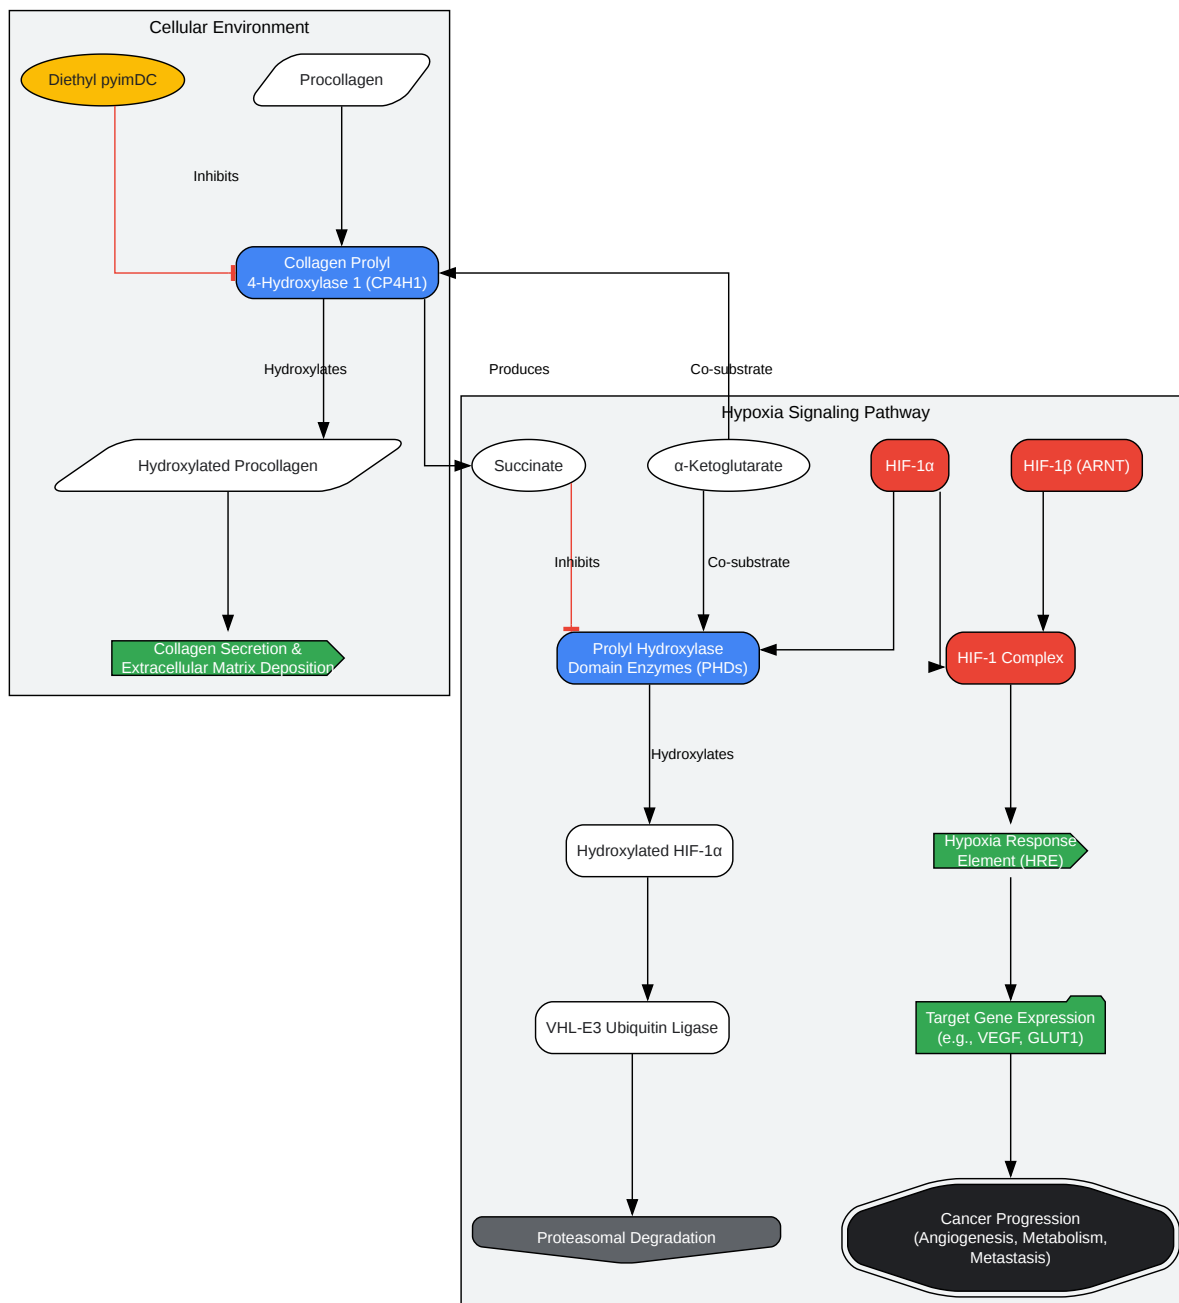 Cellular Environment
Diethyl pyimDC
Procollagen
Inhibits
Collagen Prolyl
4-Hydroxylase 1 (CP4H1)
Hydroxylates
Produces
Co-substrate
Hypoxia Signaling Pathway
Hydroxylated Procollagen
Succinate
α-Ketoglutarate
HIF-1α
HIF-1β (ARNT)
Inhibits
Co-substrate
Collagen Secretion &
Extracellular Matrix Deposition
Prolyl Hydroxylase
Domain Enzymes (PHDs)
HIF-1 Complex
Hydroxylates
Hydroxylated HIF-1α
Hypoxia Response
Element (HRE)
VHL-E3 Ubiquitin Ligase
Target Gene Expression
(e.g., VEGF, GLUT1)
Proteasomal Degradation
Cancer Progression
(Angiogenesis, Metabolism,
Metastasis)